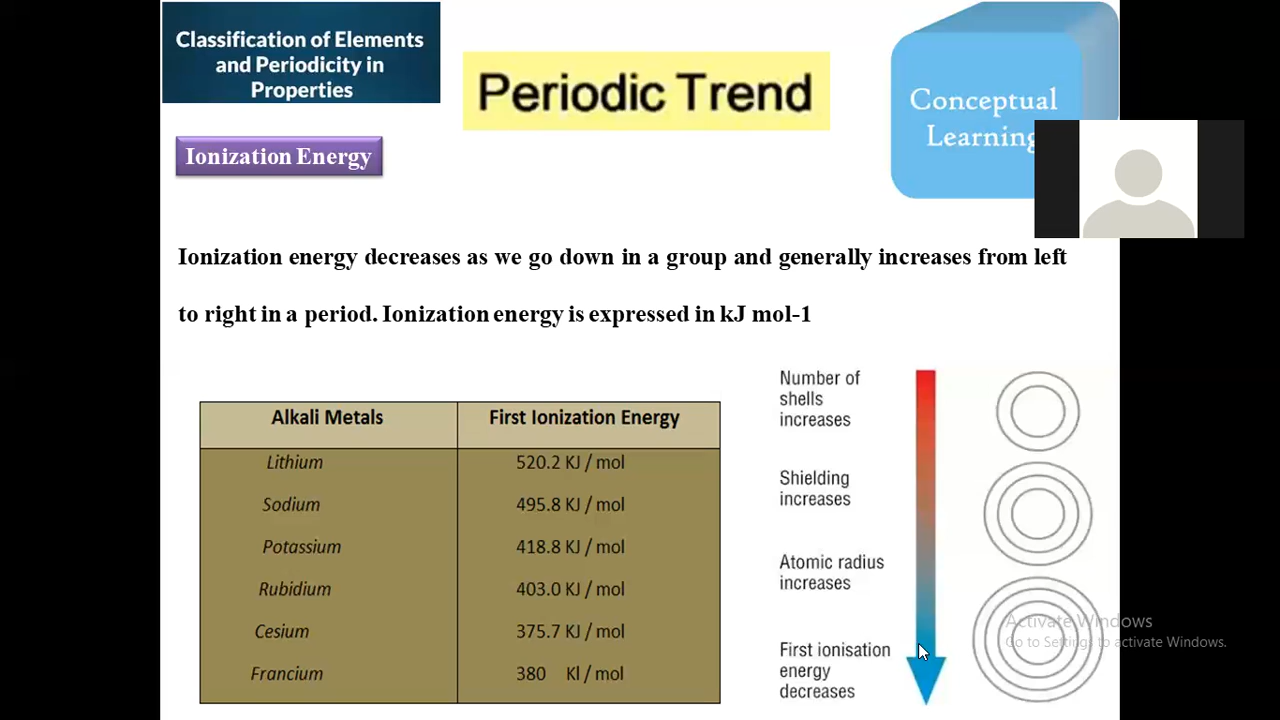 Classification of Elements
and Periodicity in
Properties
Periodic Trend
Conceptual
Learning
Ionization Energy
Ionization energy decreases as we go down in a group and generally increases from left
to right in a period. Ionization energy is expressed in kJ mol-1
Alkali Metals First Ionization Energy
Lithium 520.2 KJ / mol
Sodium 495.8 KJ / mol
Potassium 418.8 KJ / mol
Rubidium 403.0 KJ / mol
Cesium 375.7 KJ / mol
Francium 380 Kl / mol
Number of
shells
increases
Shielding
increases
Atomic radius
increases
First ionisation
energy
decreases
Activate Windows
Go to Settings to activate Windows.